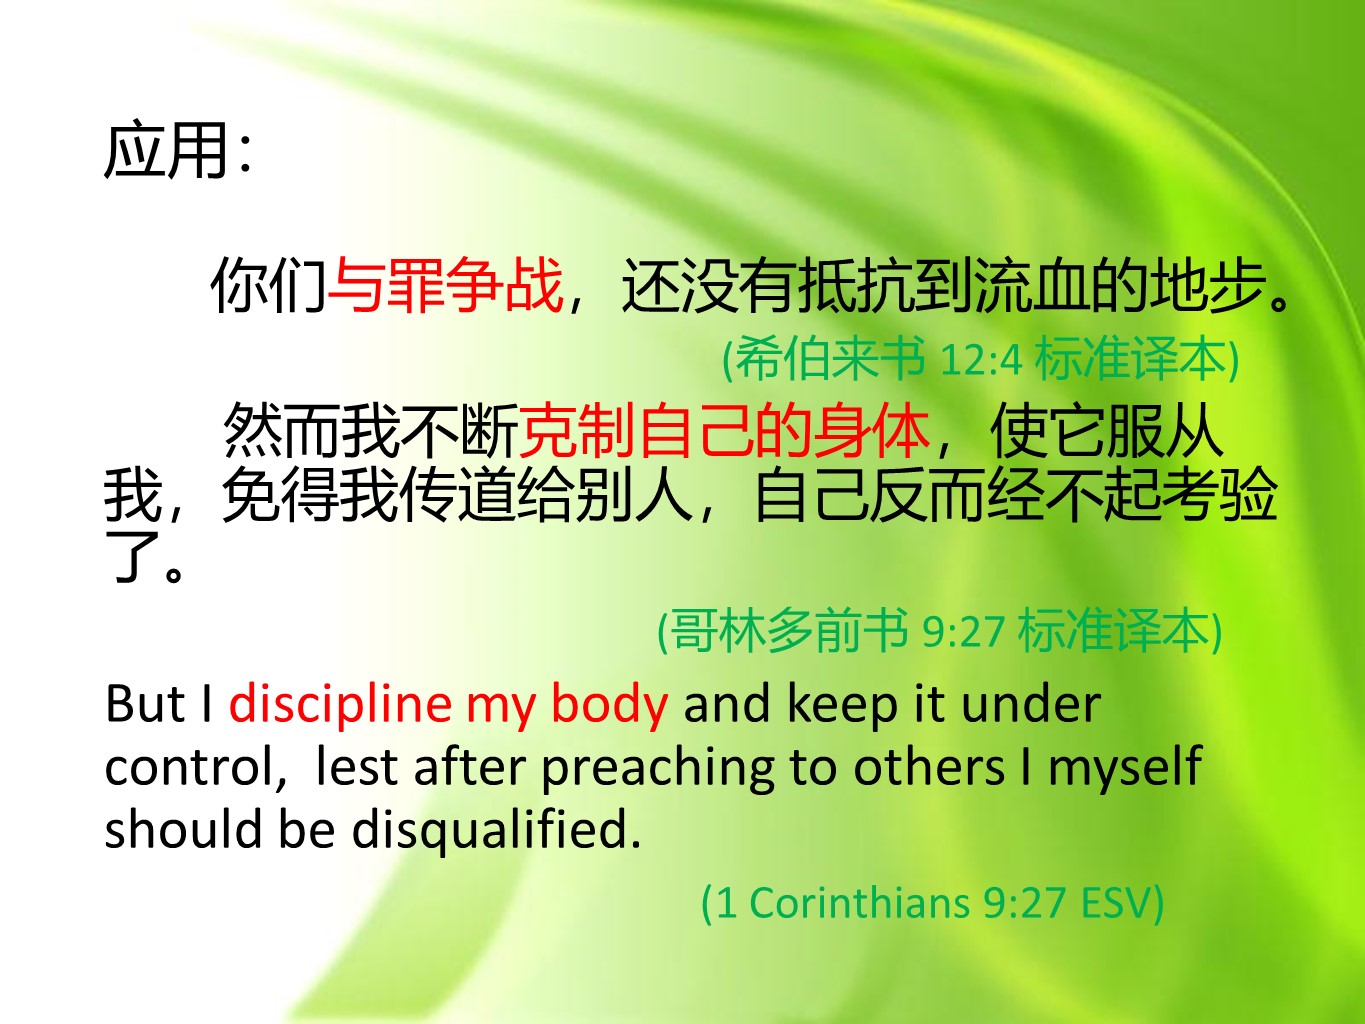 应用：
你们与罪争战，还没有抵抗到流血的地步。
(希伯来书 12:4 标准译本)
然而我不断克制自己的身体，使它服从
我，免得我传道给别人，自己反而经不起考验
了。
(哥林多前书 9:27 标准译本)
But I discipline my body and keep it under
control,  lest after preaching to others I myself
should be disqualified.
(1 Corinthians 9:27 ESV)